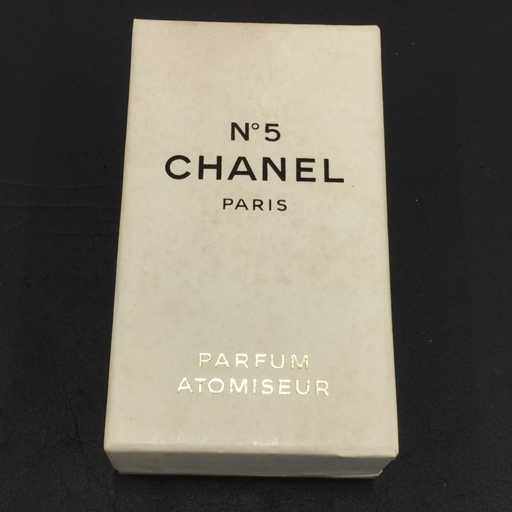 N°5
CHANEL
PARIS
PARFUM
ATOMISEUR